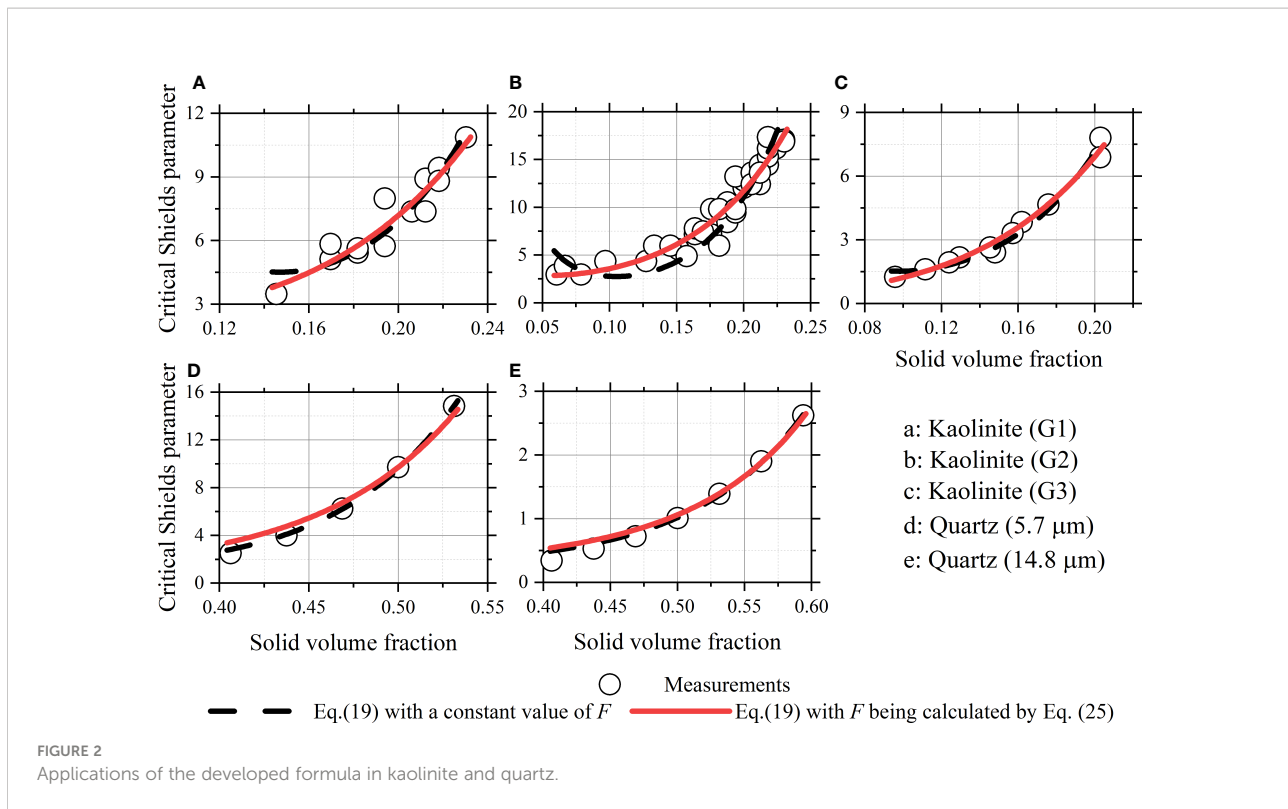 A
B
C
Critical Shields parameter
12
9
6
3
0.12
0.16
0.20
0.24
20
15
10
5
0
0.05
0.10
0.15
0.20
0.25
9
6
3
0
0.08
0.12
0.16
0.20
Solid volume fraction
D
E
Critical Shields parameter
16
12
8
4
0
0.40
0.45
0.50
0.55
Solid volume fraction
3
2
1
0
0.40
0.45
0.50
0.55
0.60
Solid volume fraction
a: Kaolinite (G1)
b: Kaolinite (G2)
c: Kaolinite (G3)
d: Quartz (5.7 μm)
e: Quartz (14.8 μm)
Measurements
Eq.(19) with a constant value of F
Eq.(19) with F being calculated by Eq. (25)
FIGURE 2
Applications of the developed formula in kaolinite and quartz.